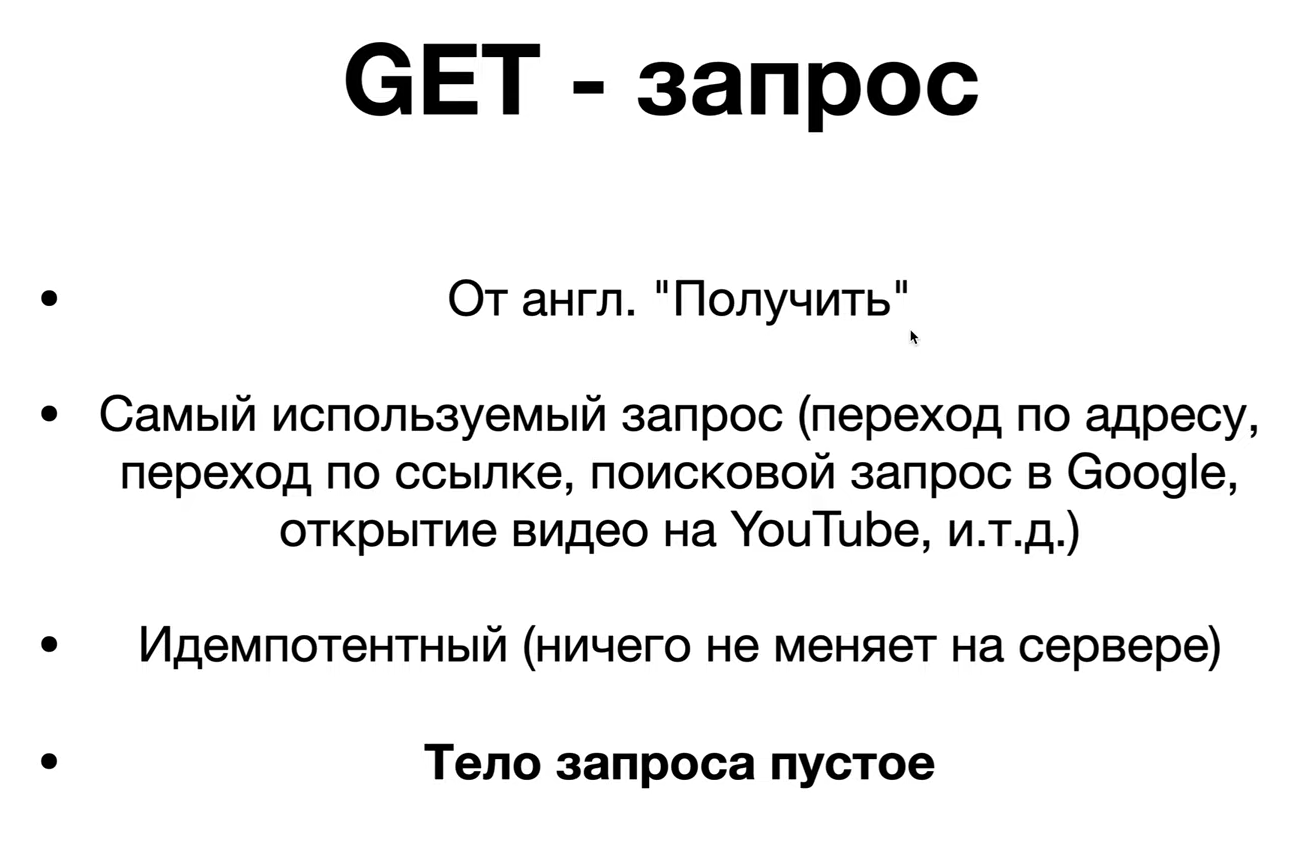 GET - запрос
• От англ. "Получить"
• Самый используемый запрос (переход по адресу,
переход по ссылке, поисковой запрос в Google,
открытие видео на YouTube, и.т.д.)
• Идемпотентный (ничего не меняет на сервере)
• Тело запроса пустое